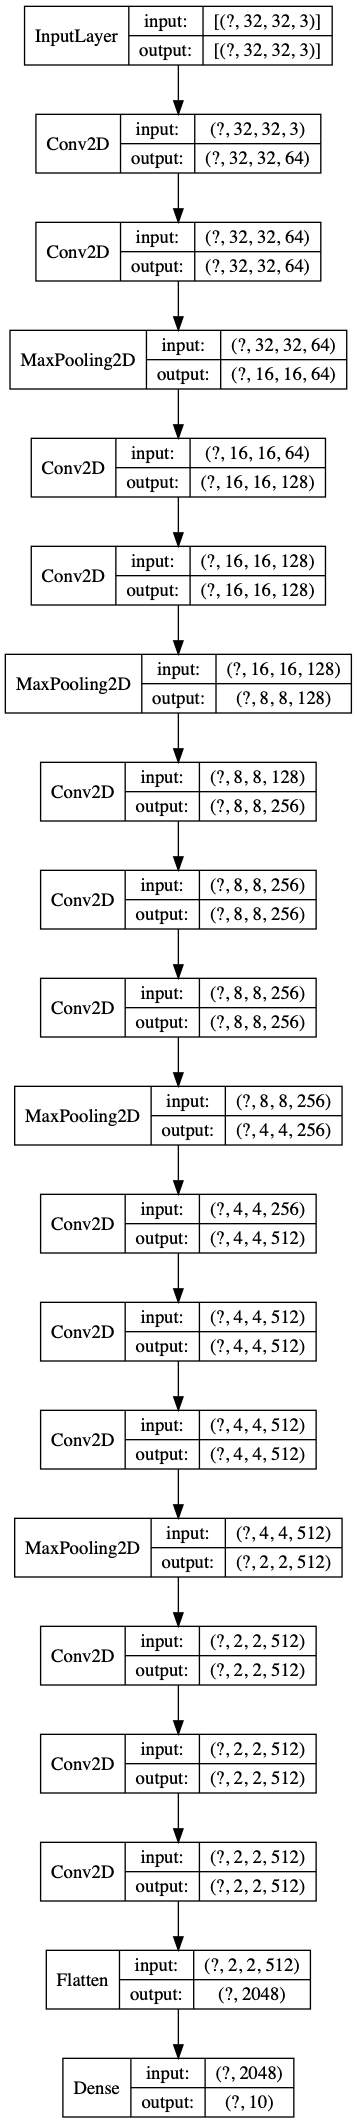 InputLayer
input: [(?, 32, 32, 3)]
output: [(?, 32, 32, 3)]
Conv2D
input: (?, 32, 32, 3)
output: (?, 32, 32, 64)
Conv2D
input: (?, 32, 32, 64)
output: (?, 32, 32, 64)
MaxPooling2D
input: (?, 32, 32, 64)
output: (?, 16, 16, 64)
Conv2D
input: (?, 16, 16, 64)
output: (?, 16, 16, 128)
Conv2D
input: (?, 16, 16, 128)
output: (?, 16, 16, 128)
MaxPooling2D
input: (?, 16, 16, 128)
output: (?, 8, 8, 128)
Conv2D
input: (?, 8, 8, 128)
output: (?, 8, 8, 256)
Conv2D
input: (?, 8, 8, 256)
output: (?, 8, 8, 256)
Conv2D
input: (?, 8, 8, 256)
output: (?, 8, 8, 256)
MaxPooling2D
input: (?, 8, 8, 256)
output: (?, 4, 4, 256)
Conv2D
input: (?, 4, 4, 256)
output: (?, 4, 4, 512)
Conv2D
input: (?, 4, 4, 512)
output: (?, 4, 4, 512)
Conv2D
input: (?, 4, 4, 512)
output: (?, 4, 4, 512)
MaxPooling2D
input: (?, 4, 4, 512)
output: (?, 2, 2, 512)
Conv2D
input: (?, 2, 2, 512)
output: (?, 2, 2, 512)
Conv2D
input: (?, 2, 2, 512)
output: (?, 2, 2, 512)
Conv2D
input: (?, 2, 2, 512)
output: (?, 2, 2, 512)
Flatten
input: (?, 2, 2, 512)
output: (?, 2048)
Dense
input: (?, 2048)
output: (?, 10)